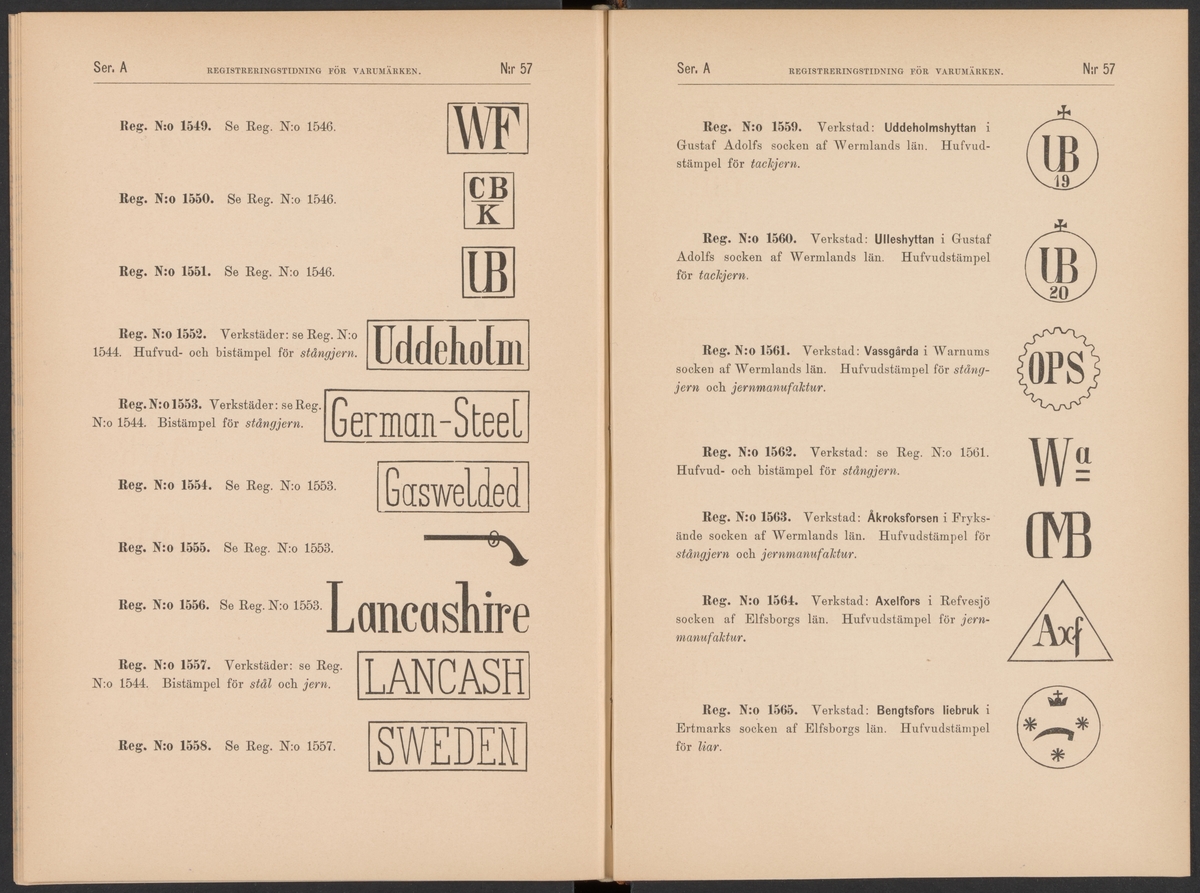 Ser. A REGISTRERINGSTIDNING FÖR VARUMÄRKEN. N:r 57
Reg. N:o 1549. Se Reg. N:o 1546.
WF
Reg. N:o 1550. Se Reg. N:o 1546.
CB
K
Reg. N:o 1551. Se Reg. N:o 1546.
UB
Reg. N:o 1552. Verkstäder: se Reg. N:o
1544. Hufvud- och bistämpel för stångjern.
Uddeholm
Reg. N:o 1553. Verkstäder: se Reg.
N:o 1544. Bistämpel för stångjern.
German-Steel
Reg. N:o 1554. Se Reg. N:o 1553.
Gaswelded
Reg. N:o 1555. Se Reg. N:o 1553.
Reg. N:o 1556. Se Reg. N:o 1553.
Lancashire
Reg. N:o 1557. Verkstäder: se Reg.
N:o 1544. Bistämpel för stål och jern.
LANCASH
Reg. N:o 1558. Se Reg. N:o 1557.
SWEDEN
Ser. A REGISTRERINGSTIDNING FÖR VARUMÄRKEN. N:r 57
Reg. N:o 1559. Verkstad: Uddeholmshyttan i
Gustaf Adolfs socken af Wermlands län. Hufvud-
stämpel för tackjern.
UB
19
Reg. N:o 1560. Verkstad: Ulleshyttan i Gustaf
Adolfs socken af Wermlands län. Hufvudstämpel
för tackjern.
UB
20
Reg. N:o 1561. Verkstad: Vassgårda i Warnums
socken af Wermlands län. Hufvudstämpel för stång-
jern och jernmanufaktur.
OPS
Reg. N:o 1562. Verkstad: se Reg. N:o 1561.
Hufvud- och bistämpel för stångjern.
Wa
Reg. N:o 1563. Verkstad: Åkroksforsen i Fryks-
ände socken af Wermlands län. Hufvudstämpel för
stångjern och jernmanufaktur.
CMB
Reg. N:o 1564. Verkstad: Axelfors i Refvesjö
socken af Elfsborgs län. Hufvudstämpel för jern-
manufaktur.
Axf
Reg. N:o 1565. Verkstad: Bengtsfors liebruk i
Ertmarks socken af Elfsborgs län. Hufvudstämpel
för liar.